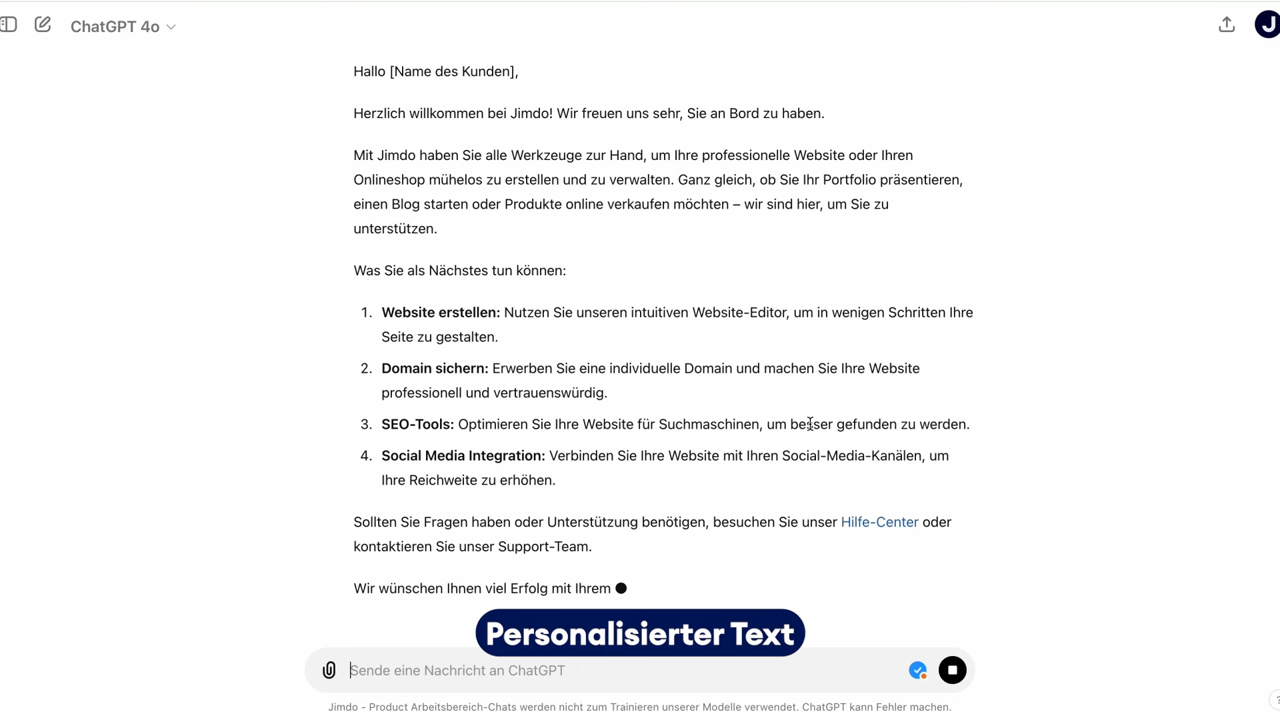 ChatGPT 4o
J
Hallo [Name des Kunden],
Herzlich willkommen bei Jimdo! Wir freuen uns sehr, Sie an Bord zu haben.
Mit Jimdo haben Sie alle Werkzeuge zur Hand, um Ihre professionelle Website oder Ihren
Onlineshop mühelos zu erstellen und zu verwalten. Ganz gleich, ob Sie Ihr Portfolio präsentieren,
einen Blog starten oder Produkte online verkaufen möchten – wir sind hier, um Sie zu
unterstützen.
Was Sie als Nächstes tun können:
1. Website erstellen: Nutzen Sie unseren intuitiven Website-Editor, um in wenigen Schritten Ihre
Seite zu gestalten.
2. Domain sichern: Erwerben Sie eine individuelle Domain und machen Sie Ihre Website
professionell und vertrauenswürdig.
3. SEO-Tools: Optimieren Sie Ihre Website für Suchmaschinen, um besser gefunden zu werden.
4. Social Media Integration: Verbinden Sie Ihre Website mit Ihren Social-Media-Kanälen, um
Ihre Reichweite zu erhöhen.
Sollten Sie Fragen haben oder Unterstützung benötigen, besuchen Sie unser Hilfe-Center oder
kontaktieren Sie unser Support-Team.
Wir wünschen Ihnen viel Erfolg mit Ihrem
Personalisierter Text
Sende eine Nachricht an ChatGPT
Jimdo - Product Arbeitsbereich-Chats werden nicht zum Trainieren unserer Modelle verwendet. ChatGPT kann Fehler machen.
?